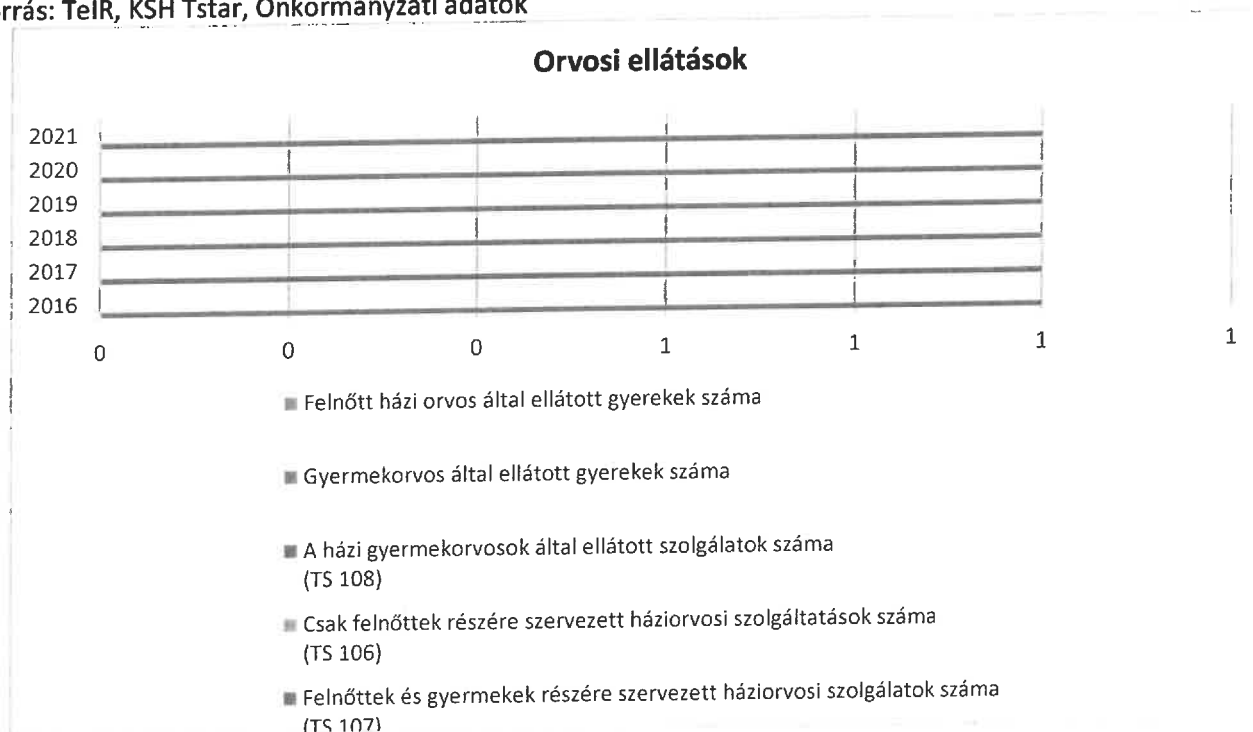 rrás: TeIR, KSH Tstar, Önkormányzati adatok
Orvosi ellátások
2021
2020
2019
2018
2017
2016
0 0 0 1 1 1 1
Felnőtt házi orvos által ellátott gyerekek száma
Gyermekorvos által ellátott gyerekek száma
A házi gyermekorvosok által ellátott szolgálatok száma
(TS 108)
Csak felnőttek részére szervezett háziorvosi szolgáltatások száma
(TS 106)
Felnőttek és gyermekek részére szervezett háziorvosi szolgálatok száma
(TS 107)